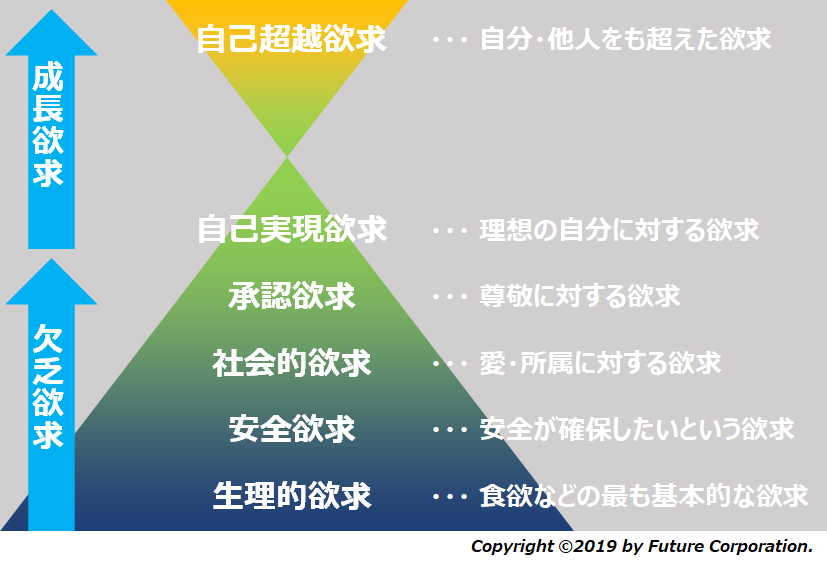 成長欲求
自己超越欲求 ・・・ 自分・他人をも超えた欲求
自己実現欲求 ・・・ 理想の自分に対する欲求
欠乏欲求
承認欲求 ・・・ 尊敬に対する欲求
社会的欲求 ・・・ 愛・所属に対する欲求
安全欲求 ・・・ 安全が確保したいという欲求
生理的欲求 ・・・ 食欲などの最も基本的な欲求
Copyright ©2019 by Future Corporation.